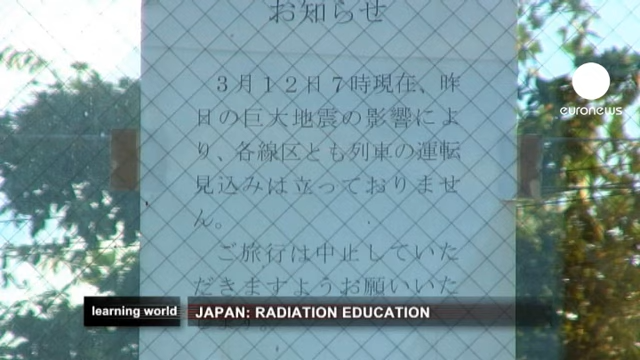 お知らせ
3月12日7時現在、昨
日の巨大地震の影響によ
り、各線区とも列車の運転
見込みは立っておりませ
ん。
ご旅行は中止していた
だきますようお願いいた
euronews
learning world
JAPAN: RADIATION EDUCATION